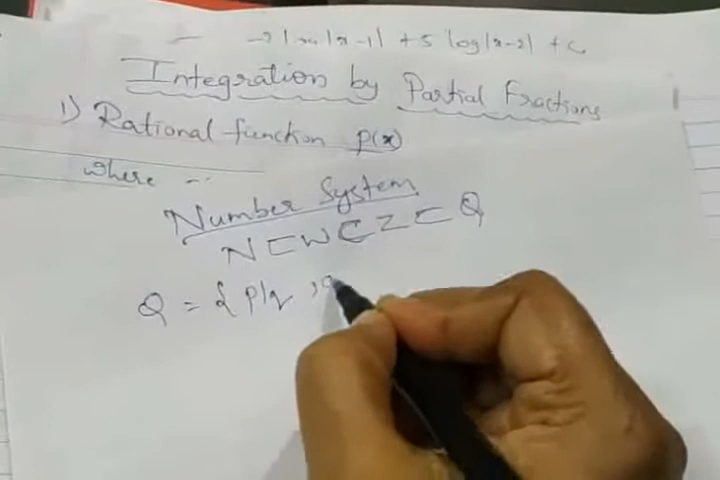 -2 log|x-1| + 5 log|x-2| + C
Integration by Partial Fractions
1) Rational function p(x)
where -
Number System
N ⊂ W ⊂ Z ⊂ Q
Q = { p/q , q